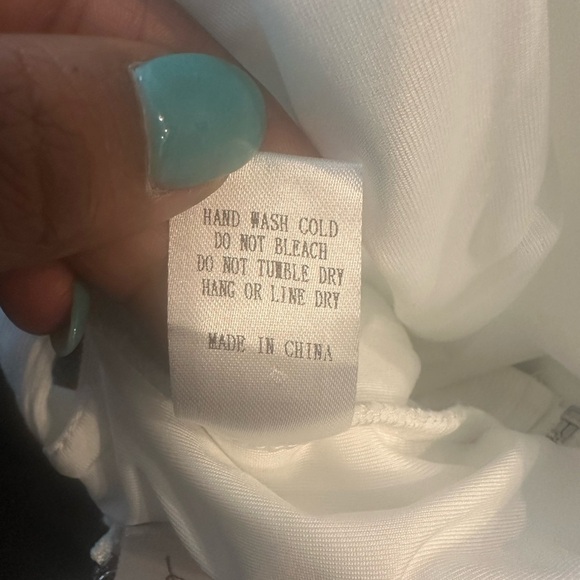 HAND WASH COLD
DO NOT BLEACH
DO NOT TUMBLE DRY
HANG OR LINE DRY
MADE IN CHINA